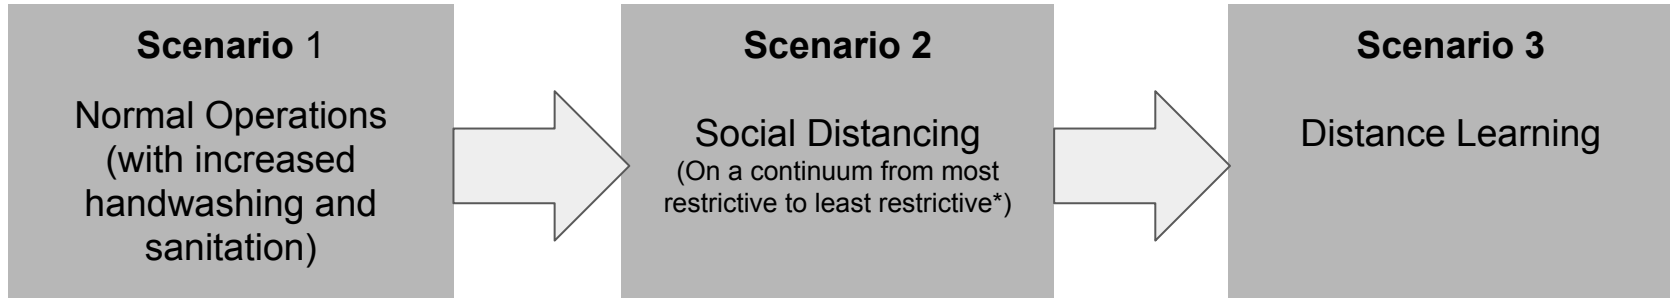 Scenario 1
Normal Operations
(with increased
handwashing and
sanitation)
Scenario 2
Social Distancing
(On a continuum from most
restrictive to least restrictive*)
Scenario 3
Distance Learning